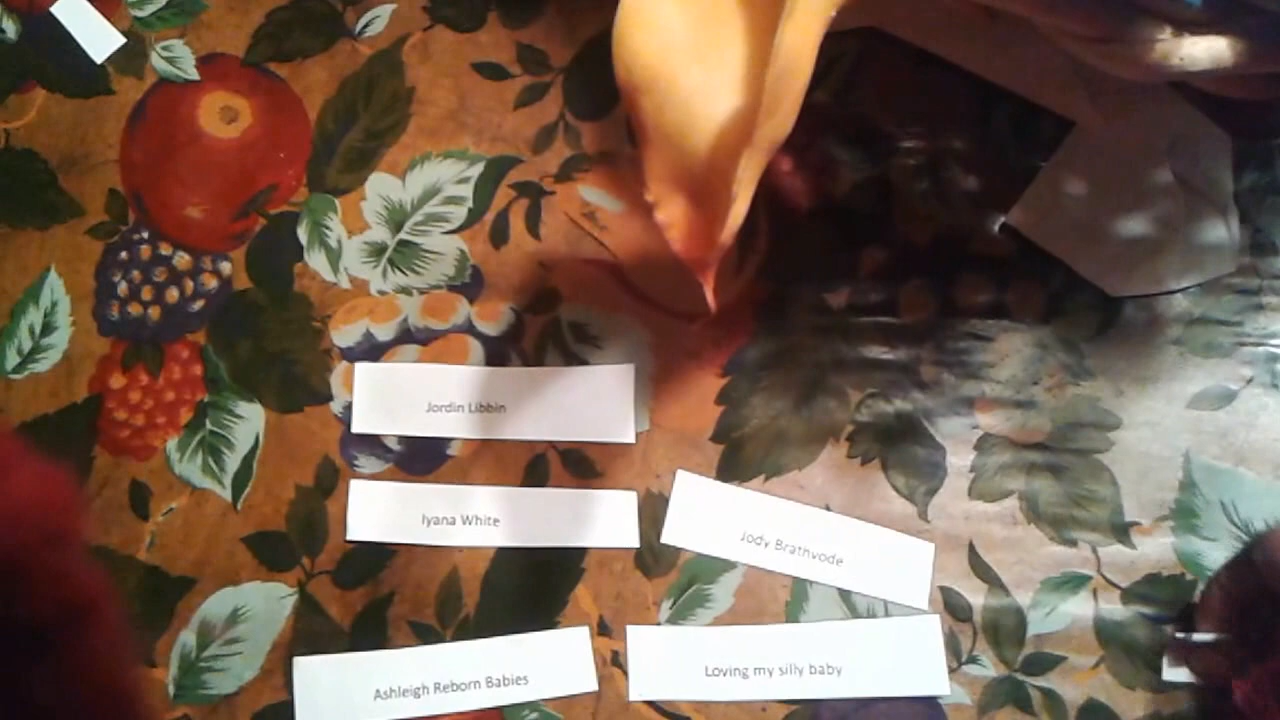 Jordin Libbin
Iyana White
Jody Brathvode
Ashleigh Reborn Babies
Loving my silly baby